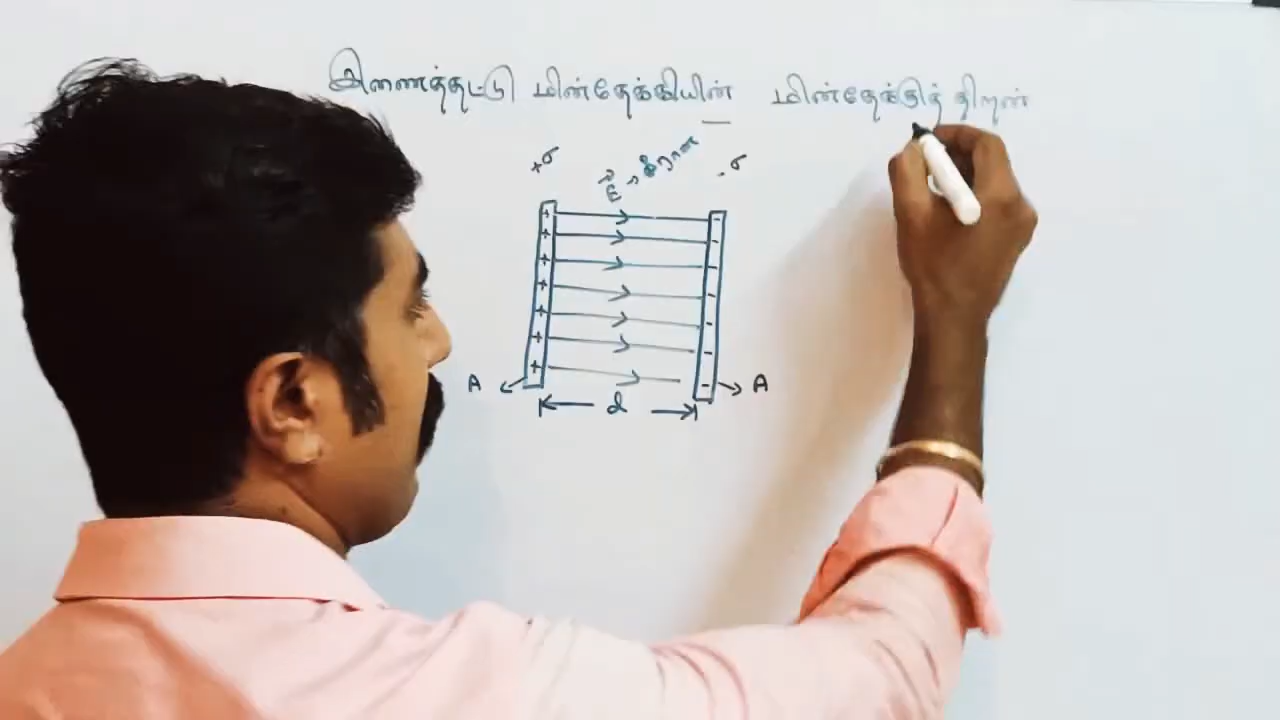 இணைத்தட்டு மின்தேக்கியின் மின்தேக்குத் திறன்
+σ E⃗, சீரான -σ
+ -
+ -
+ -
+ -
+ -
+ -
+ -
A A
d